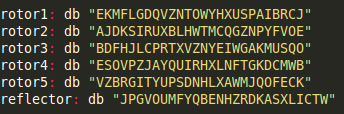 rotor1: db "EKMFLGDQVZNTOWYHXUSPAIBRCJ"
rotor2: db "AJDKSIRUXBLHWTMCQGZNPYFVOE"
rotor3: db "BDFHJLCPRTXVZNYEIWGAKMUSQO"
rotor4: db "ESOVPZJAYQUIRHXLNFTGKDCMWB"
rotor5: db "VZBRGITYUPSDNHLXAWMJQOFECK"
reflector: db "JPGVOUMFYQBENHZRDKASXLICTW"